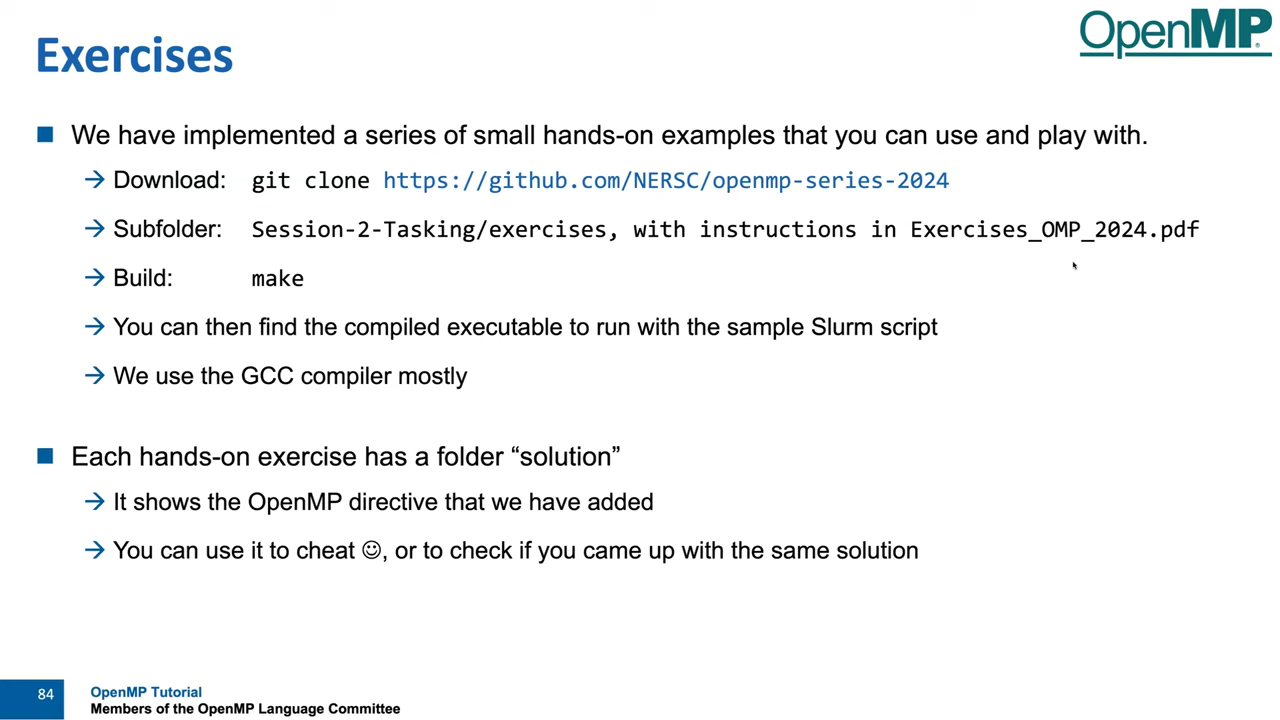 Exercises
OpenMP
We have implemented a series of small hands-on examples that you can use and play with.
→ Download: git clone https://github.com/NERSC/openmp-series-2024
→ Subfolder: Session-2-Tasking/exercises, with instructions in Exercises_OMP_2024.pdf
→ Build: make
→ You can then find the compiled executable to run with the sample Slurm script
→ We use the GCC compiler mostly
Each hands-on exercise has a folder “solution”
→ It shows the OpenMP directive that we have added
→ You can use it to cheat ☺, or to check if you came up with the same solution
84
OpenMP Tutorial
Members of the OpenMP Language Committee